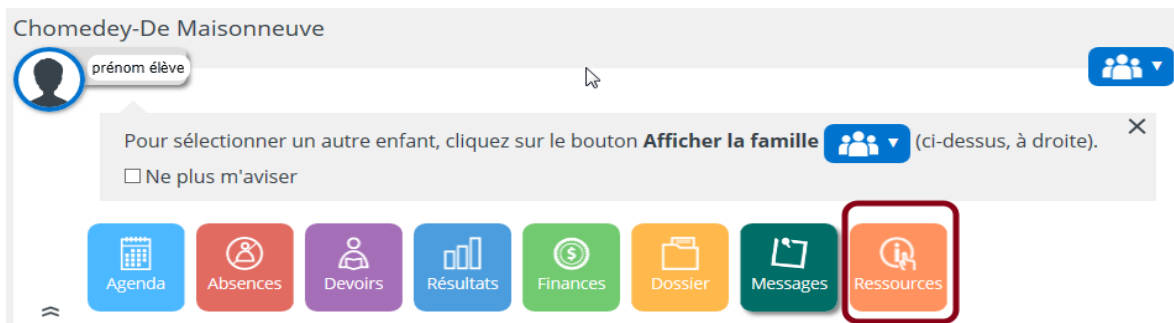 Chomedey-De Maisonneuve
prénom élève
Pour sélectionner un autre enfant, cliquez sur le bouton Afficher la famille (ci-dessus, à droite).
Ne plus m'aviser
Agenda Absences Devoirs Résultats Finances Dossier Messages Ressources